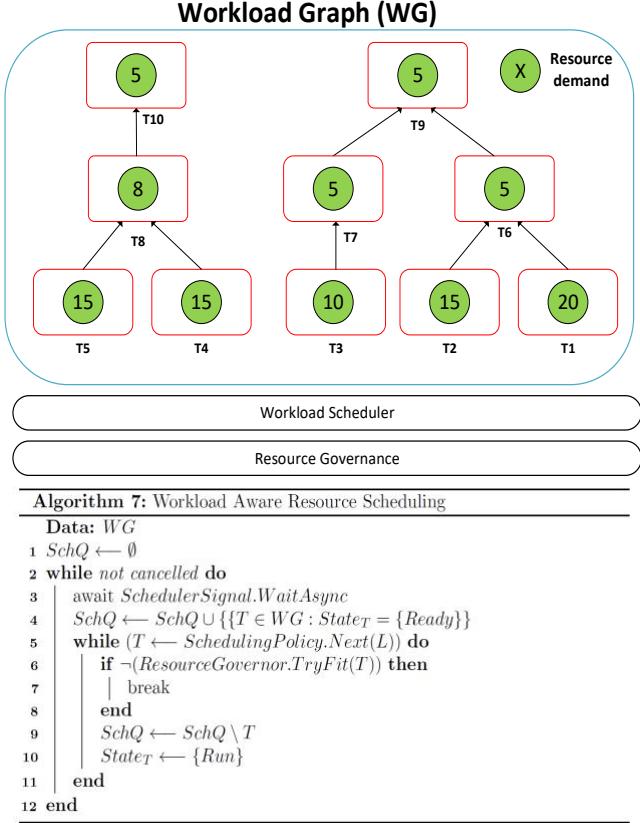 Workload Graph (WG)
5
5
X
Resource
demand
T10
T9
8
5
5
T8
T7
T6
15
15
10
15
20
T5
T4
T3
T2
T1
Workload Scheduler
Resource Governance
Algorithm 7: Workload Aware Resource Scheduling
Data: WG
1 SchQ ⟵ ∅
2 while not cancelled do
3 await SchedulerSignal.WaitAsync
4 SchQ ⟵ SchQ ∪ {{T ∈ WG : State_T = {Ready}}
5 while (T ⟵ SchedulingPolicy.Next(L)) do
6 if ¬(ResourceGovernor.TryFit(T)) then
7 break
8 end
9 SchQ ⟵ SchQ \ T
10 State_T ⟵ {Run}
11 end
12 end